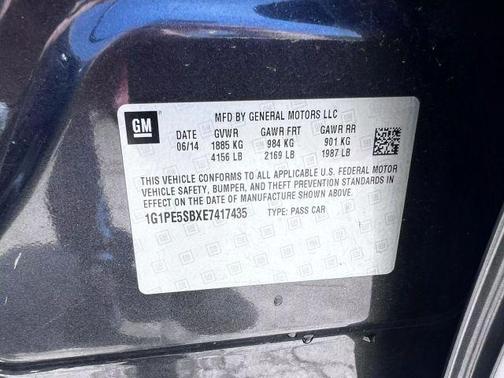 GM
MFD BY GENERAL MOTORS LLC
DATE GVWR GAWR FRT GAWR RR
06/14 1885 KG 984 KG 901 KG
4156 LB 2169 LB 1987 LB
THIS VEHICLE CONFORMS TO ALL APPLICABLE U.S. FEDERAL MOTOR
VEHICLE SAFETY, BUMPER, AND THEFT PREVENTION STANDARDS IN
EFFECT ON THE DATE OF MANUFACTURE SHOWN ABOVE.
1G1PE5SBXE7417435 TYPE: PASS CAR